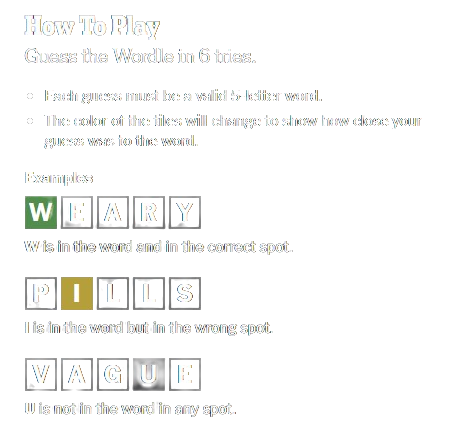 How To Play
Guess the Wordle in 6 tries.
Each guess must be a valid 5-letter word.
The color of the tiles will change to show how close your
guess was to the word.
Examples
WEARY
W is in the word and in the correct spot.
PILLS
I is in the word but in the wrong spot.
VAGUE
U is not in the word in any spot.